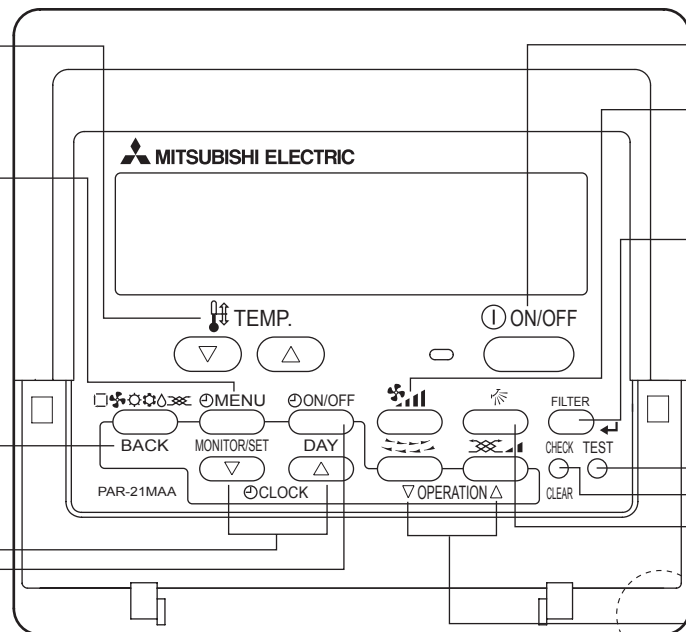 MITSUBISHI ELECTRIC
TEMP.
ON/OFF
MENU
ON/OFF
FILTER
BACK
MONITOR/SET
DAY
CHECK
TEST
PAR-21MAA
CLOCK
OPERATION
CLEAR